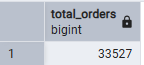 total_orders
bigint
1
33527